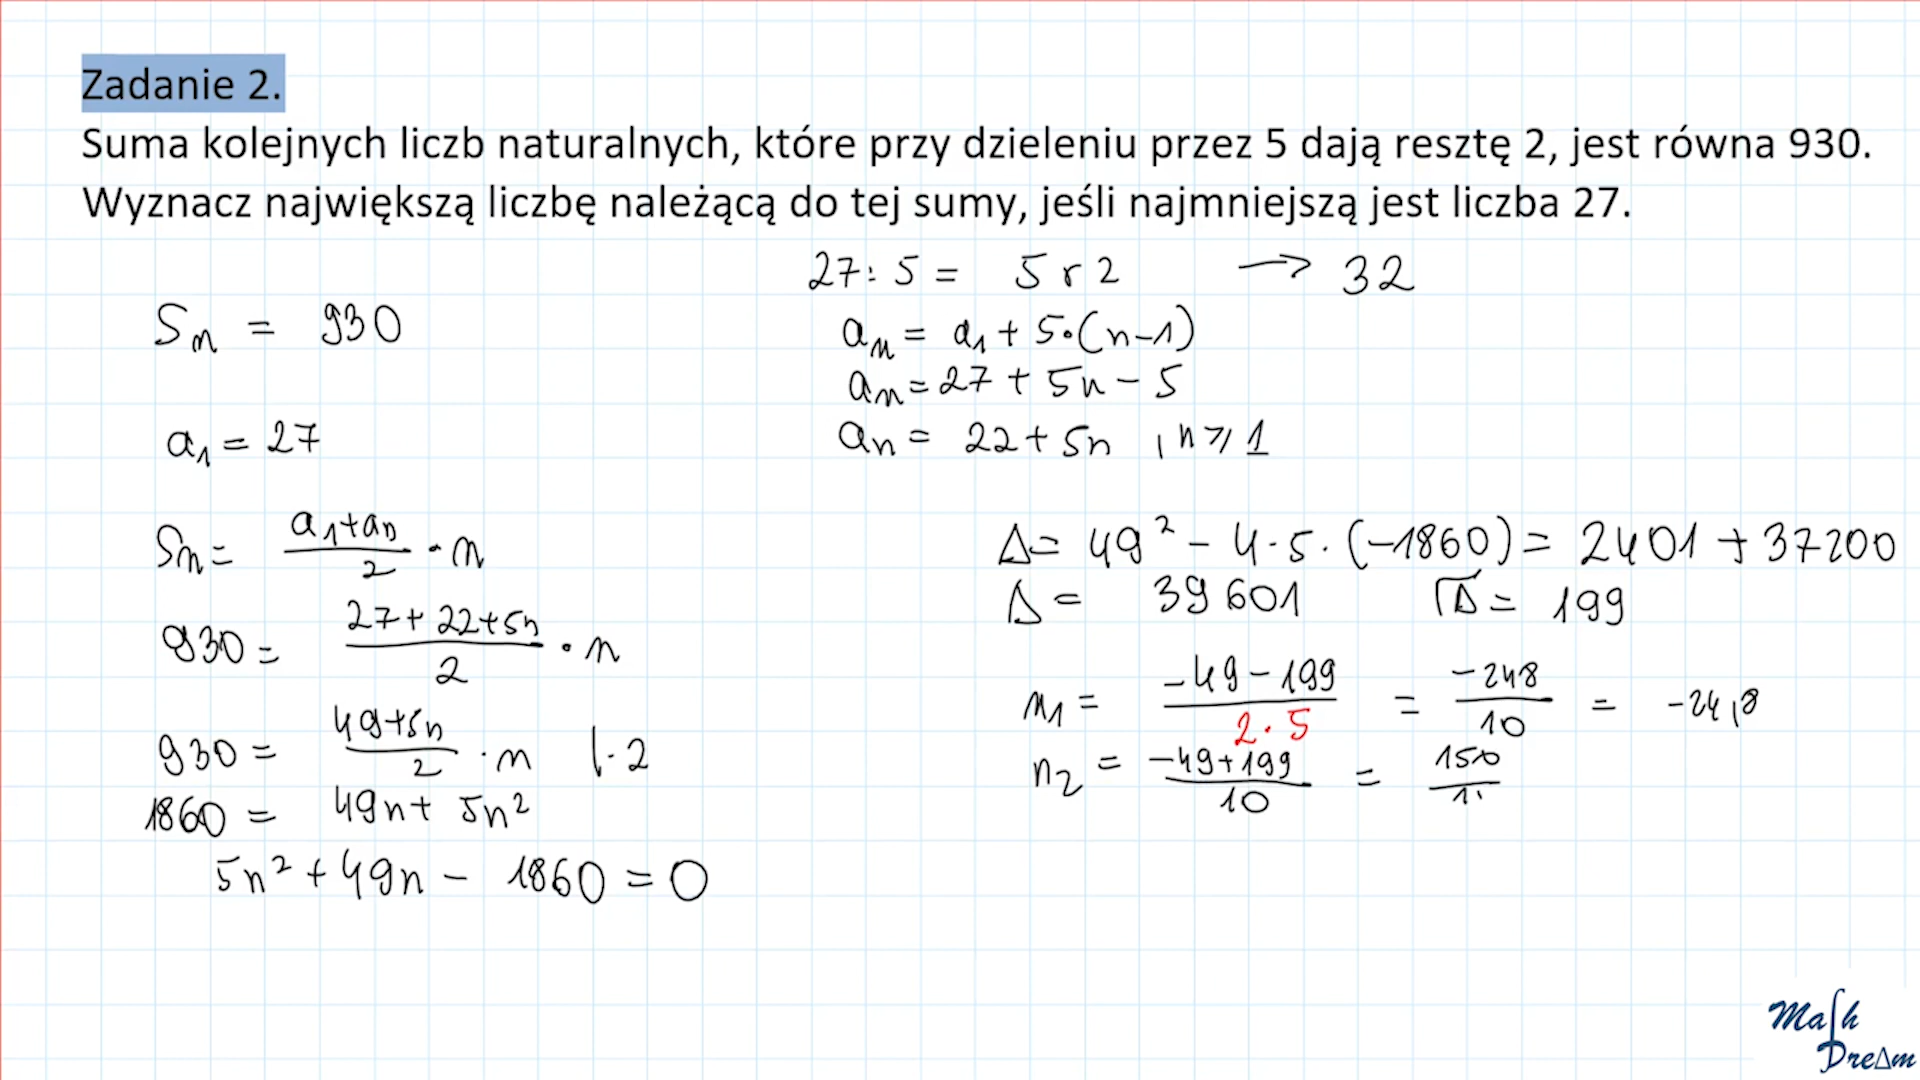 Zadanie 2.
Suma kolejnych liczb naturalnych, które przy dzieleniu przez 5 dają resztę 2, jest równa 930.
Wyznacz największą liczbę należącą do tej sumy, jeśli najmniejszą jest liczba 27.
27 : 5 = 5 r 2 → 32
Sn = 930
an = a1 + 5·(n-1)
an = 27 + 5n - 5
a1 = 27
an = 22 + 5n , n ≥ 1
Sn = (a1+an)/2 · n
Δ = 49² - 4·5·(-1860) = 2401 + 37200
Δ = 39601 √Δ = 199
930 = (27+22+5n)/2 · n
n1 = (-49-199)/(2·5) = -248/10 = -24,8
930 = (49+5n)/2 · n |·2
n2 = (-49+199)/10 = 150/1
1860 = 49n + 5n²
5n² + 49n - 1860 = 0
Math
Dream